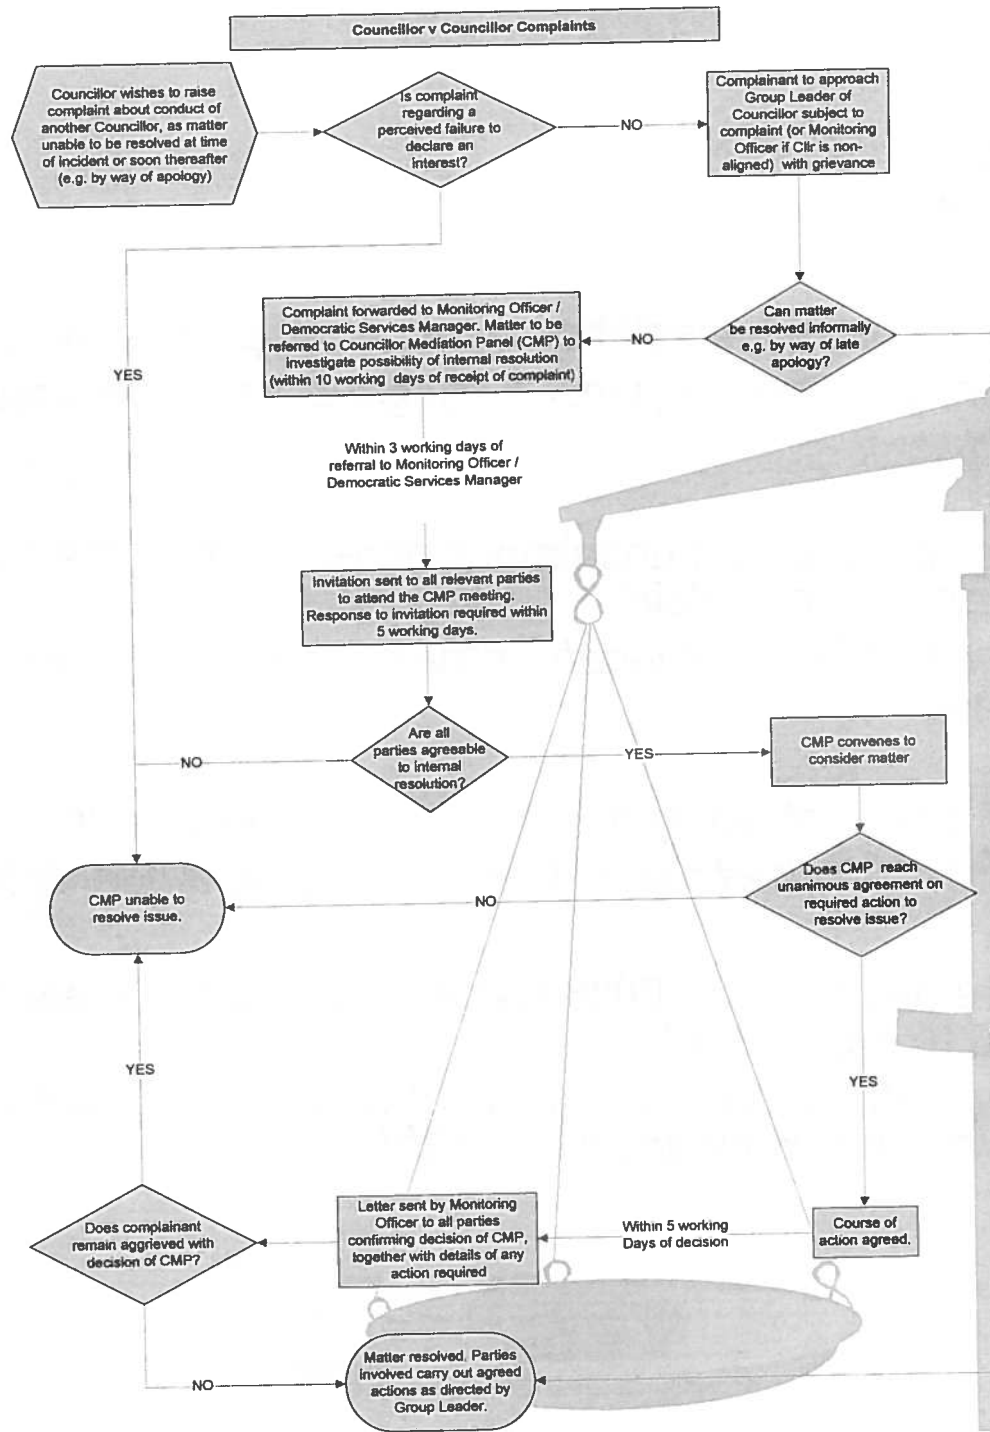 Councillor v Councillor Complaints
Councillor wishes to raise
complaint about conduct of
another Councillor, as matter
unable to be resolved at time
of incident or soon thereafter
(e.g. by way of apology)
Is complaint
regarding a
perceived failure to
declare an
interest?
NO
Complainant to approach
Group Leader of
Councillor subject to
complaint (or Monitoring
Officer if Cllr is non-
aligned) with grievance
Complaint forwarded to Monitoring Officer /
Democratic Services Manager. Matter to be
referred to Councillor Mediation Panel (CMP) to
investigate possibility of internal resolution
(within 10 working days of receipt of complaint)
NO
Can matter
be resolved informally
e.g. by way of late
apology?
YES
Within 3 working days of
referral to Monitoring Officer /
Democratic Services Manager
Invitation sent to all relevant parties
to attend the CMP meeting.
Response to invitation required within
5 working days.
NO
Are all
parties agreeable
to internal
resolution?
YES
CMP convenes to
consider matter
CMP unable to
resolve issue.
NO
Does CMP reach
unanimous agreement on
required action to
resolve issue?
YES
YES
Does complainant
remain aggrieved with
decision of CMP?
Letter sent by Monitoring
Officer to all parties
confirming decision of CMP,
together with details of any
action required
Within 5 working
Days of decision
Course of
action agreed.
NO
Matter resolved. Parties
involved carry out agreed
actions as directed by
Group Leader.